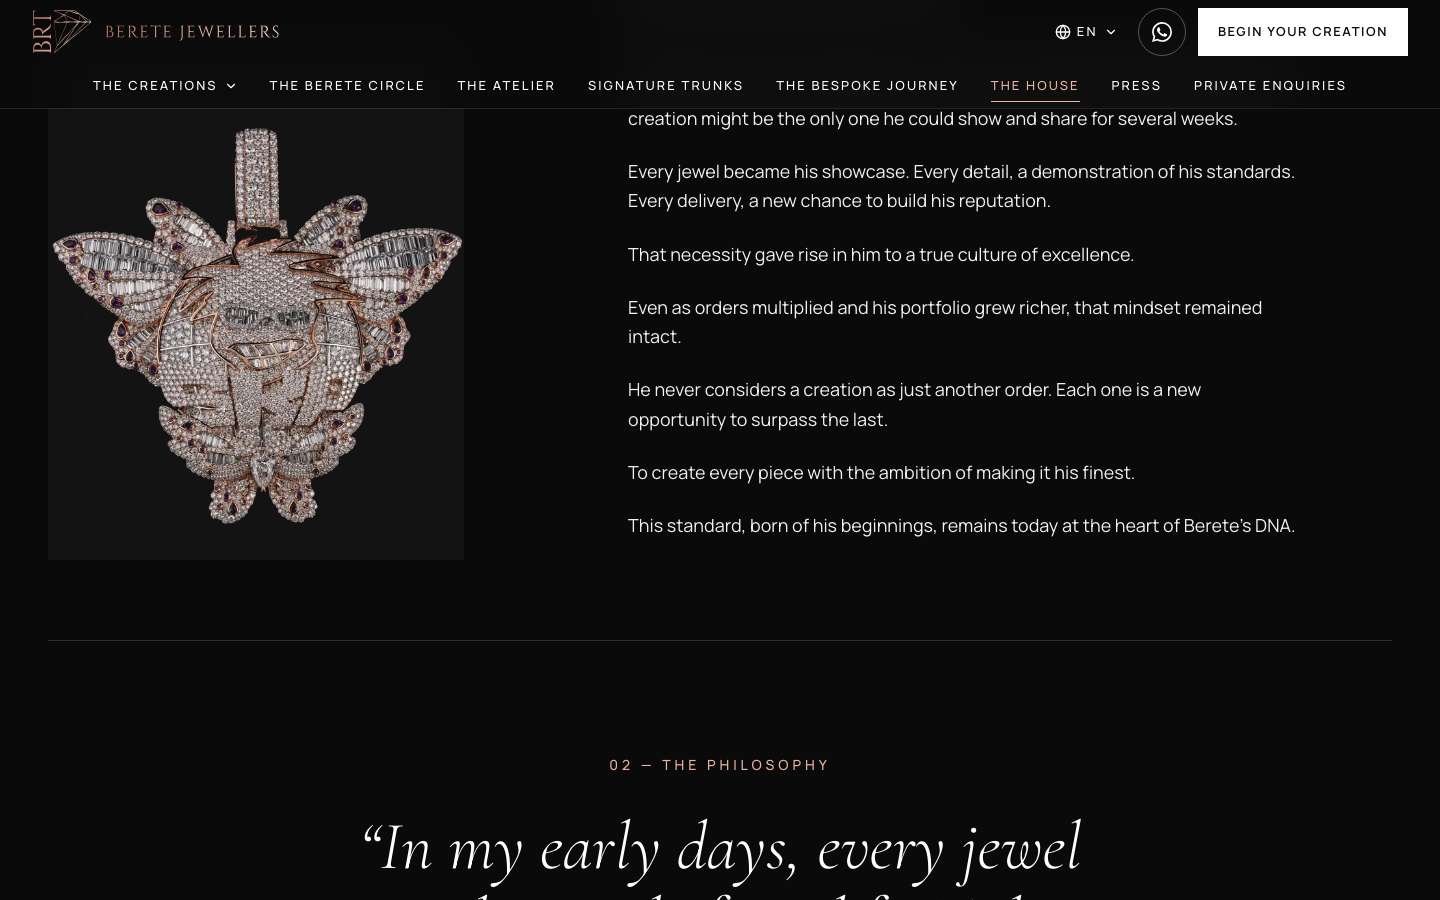 BRT
BERETE JEWELLERS
EN
BEGIN YOUR CREATION
THE CREATIONS
THE BERETE CIRCLE
THE ATELIER
SIGNATURE TRUNKS
THE BESPOKE JOURNEY
THE HOUSE
PRESS
PRIVATE ENQUIRIES
creation might be the only one he could show and share for several weeks.
Every jewel became his showcase. Every detail, a demonstration of his standards.
Every delivery, a new chance to build his reputation.
That necessity gave rise in him to a true culture of excellence.
Even as orders multiplied and his portfolio grew richer, that mindset remained
intact.
He never considers a creation as just another order. Each one is a new
opportunity to surpass the last.
To create every piece with the ambition of making it his finest.
This standard, born of his beginnings, remains today at the heart of Berete’s DNA.
02 — THE PHILOSOPHY
“In my early days, every jewel